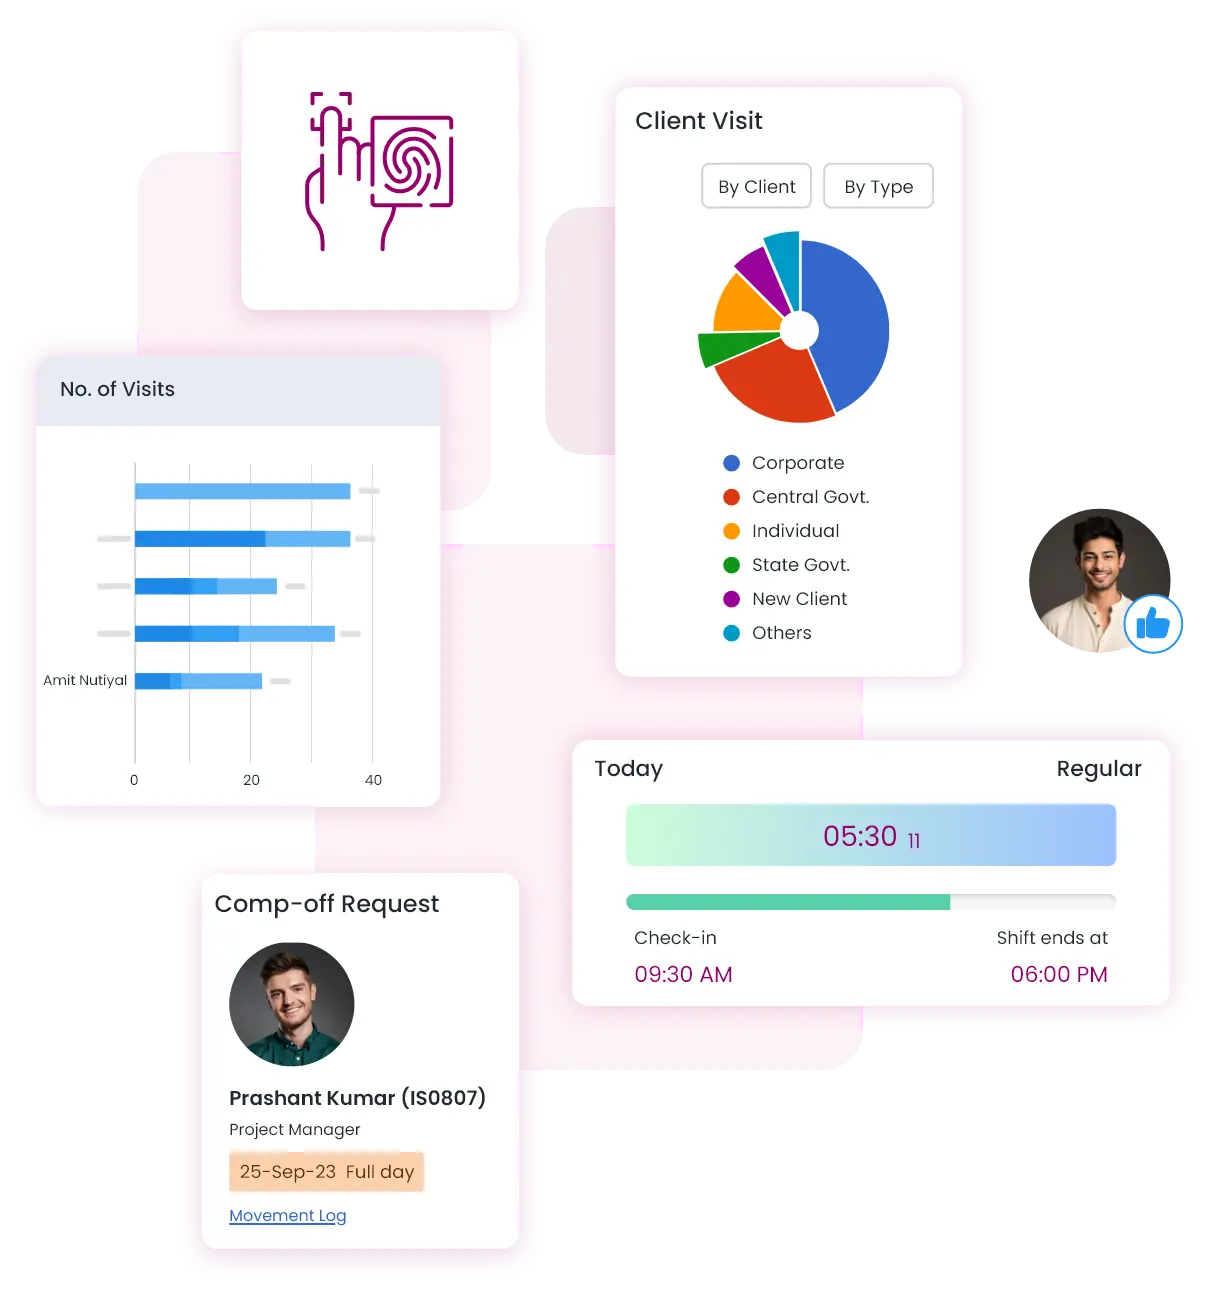 Client Visit
By Client By Type
Corporate
Central Govt.
Individual
State Govt.
New Client
Others
No. of Visits
Amit Nutiyal
0 20 40
Today Regular
05:30 11
Check-in Shift ends at
09:30 AM 06:00 PM
Comp-off Request
Prashant Kumar (IS0807)
Project Manager
25-Sep-23 Full day
Movement Log